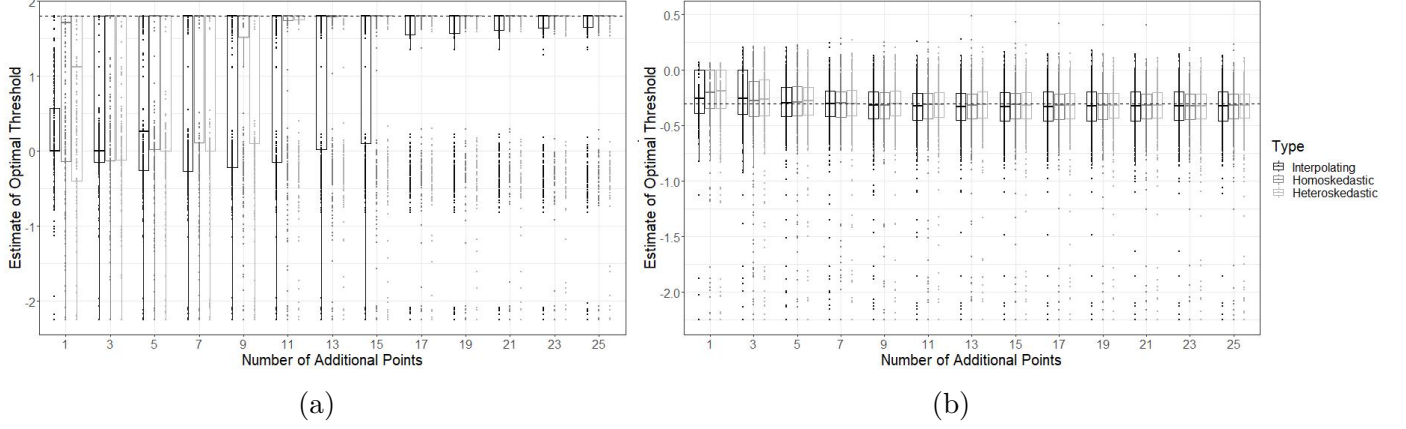 2
1
0
-1
-2
Estimate of Optimal Threshold
1 3 5 7 9 11 13 15 17 19 21 23 25
Number of Additional Points
(a)
0.5
0.0
-0.5
-1.0
-1.5
-2.0
Estimate of Optimal Threshold
1 3 5 7 9 11 13 15 17 19 21 23 25
Number of Additional Points
(b)
Type
Interpolating
Homoskedastic
Heteroskedastic